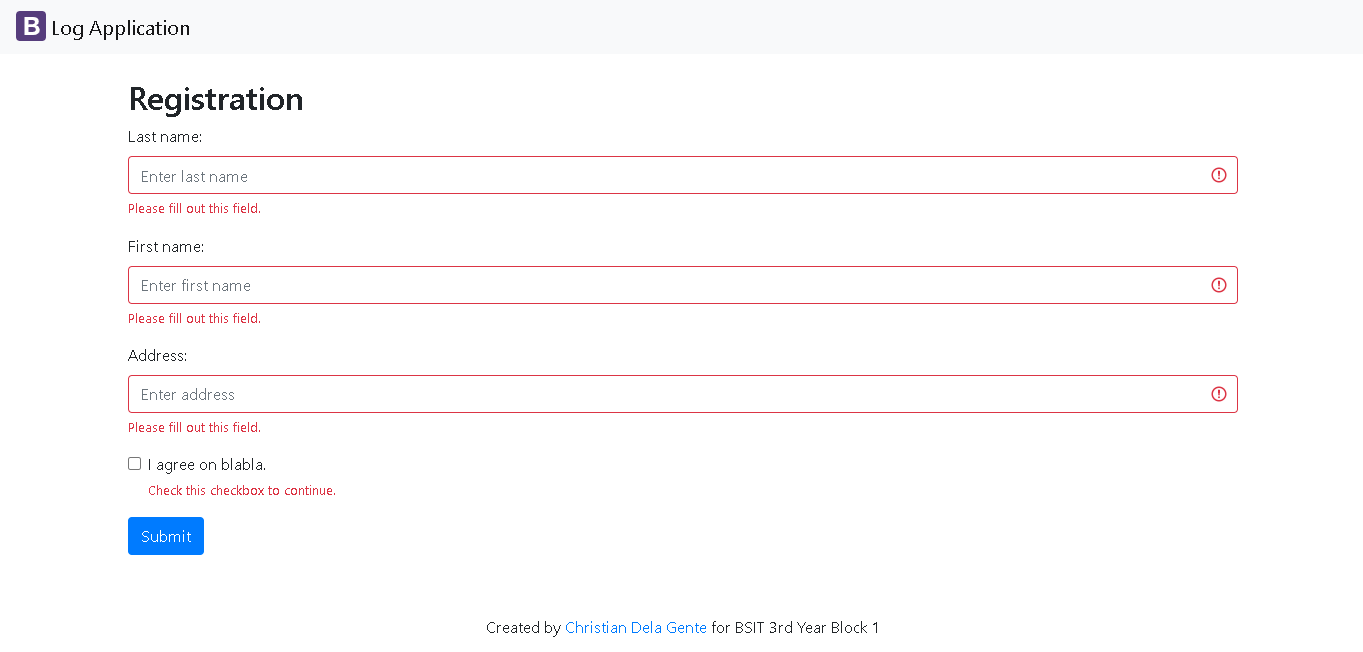 B Log Application
Registration
Last name:
Enter last name
Please fill out this field.
First name:
Enter first name
Please fill out this field.
Address:
Enter address
Please fill out this field.
I agree on blabla.
Check this checkbox to continue.
Submit
Created by Christian Dela Gente for BSIT 3rd Year Block 1